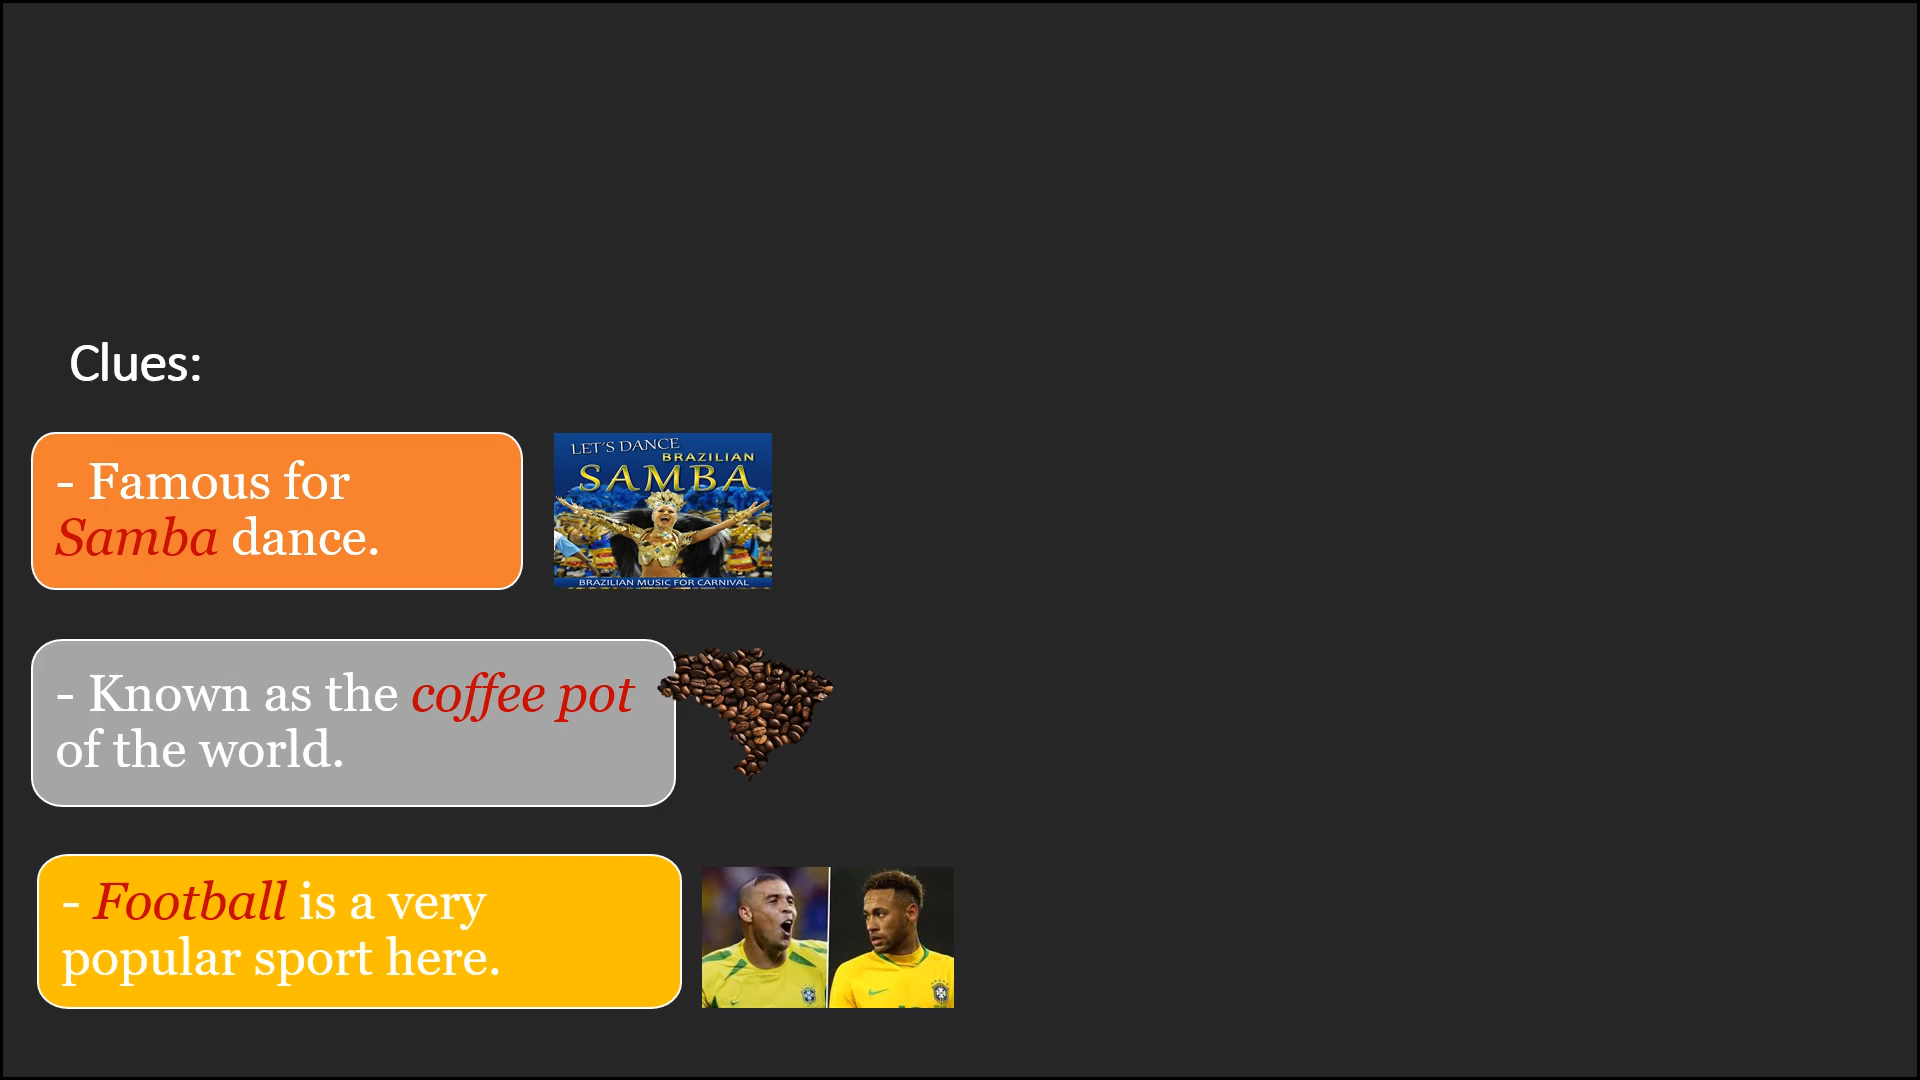 Clues:
- Famous for
Samba dance.
LET'S DANCE
BRAZILIAN
SAMBA
BRAZILIAN MUSIC FOR CARNIVAL
- Known as the coffee pot
of the world.
- Football is a very
popular sport here.